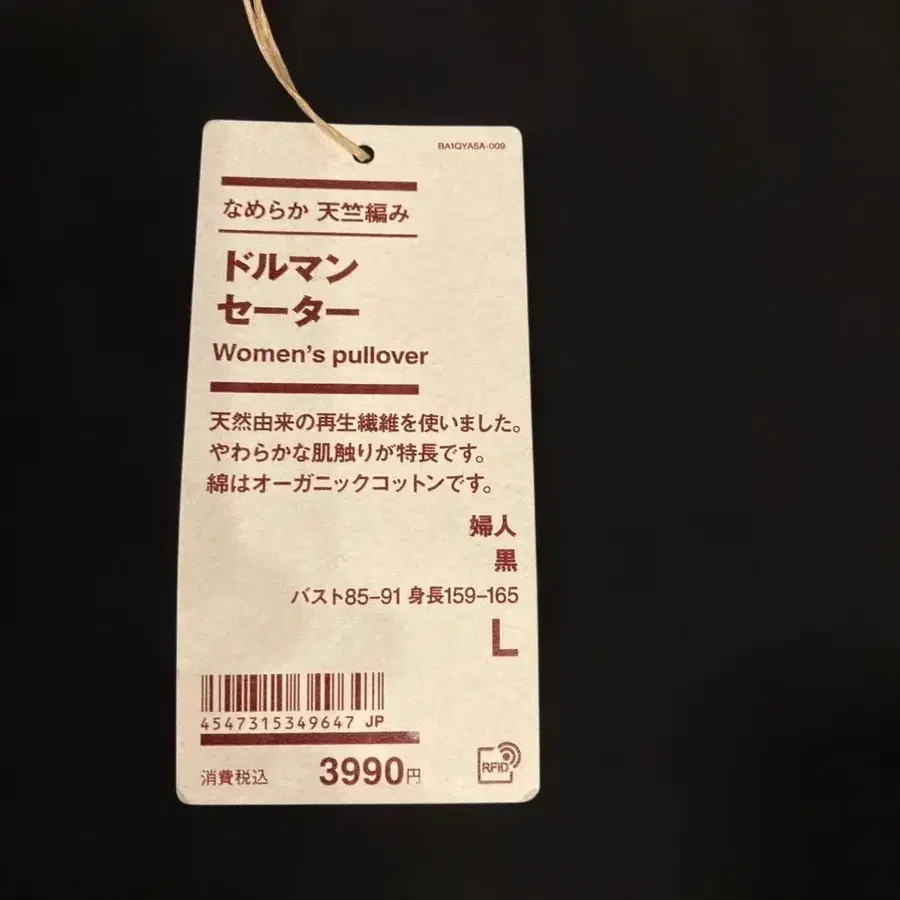 BA1QYA5A-009
なめらか 天竺編み
ドルマン
セーター
Women's pullover
天然由来の再生繊維を使いました。
やわらかな肌触りが特長です。
綿はオーガニックコットンです。
婦人
黒
バスト85-91 身長159-165
L
4547315349647 JP
消費税込 3990円
RFID